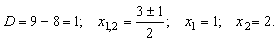 D = 9 − 8 = 1; x₁,₂ = (3 ± 1)/2; x₁ = 1; x₂ = 2.